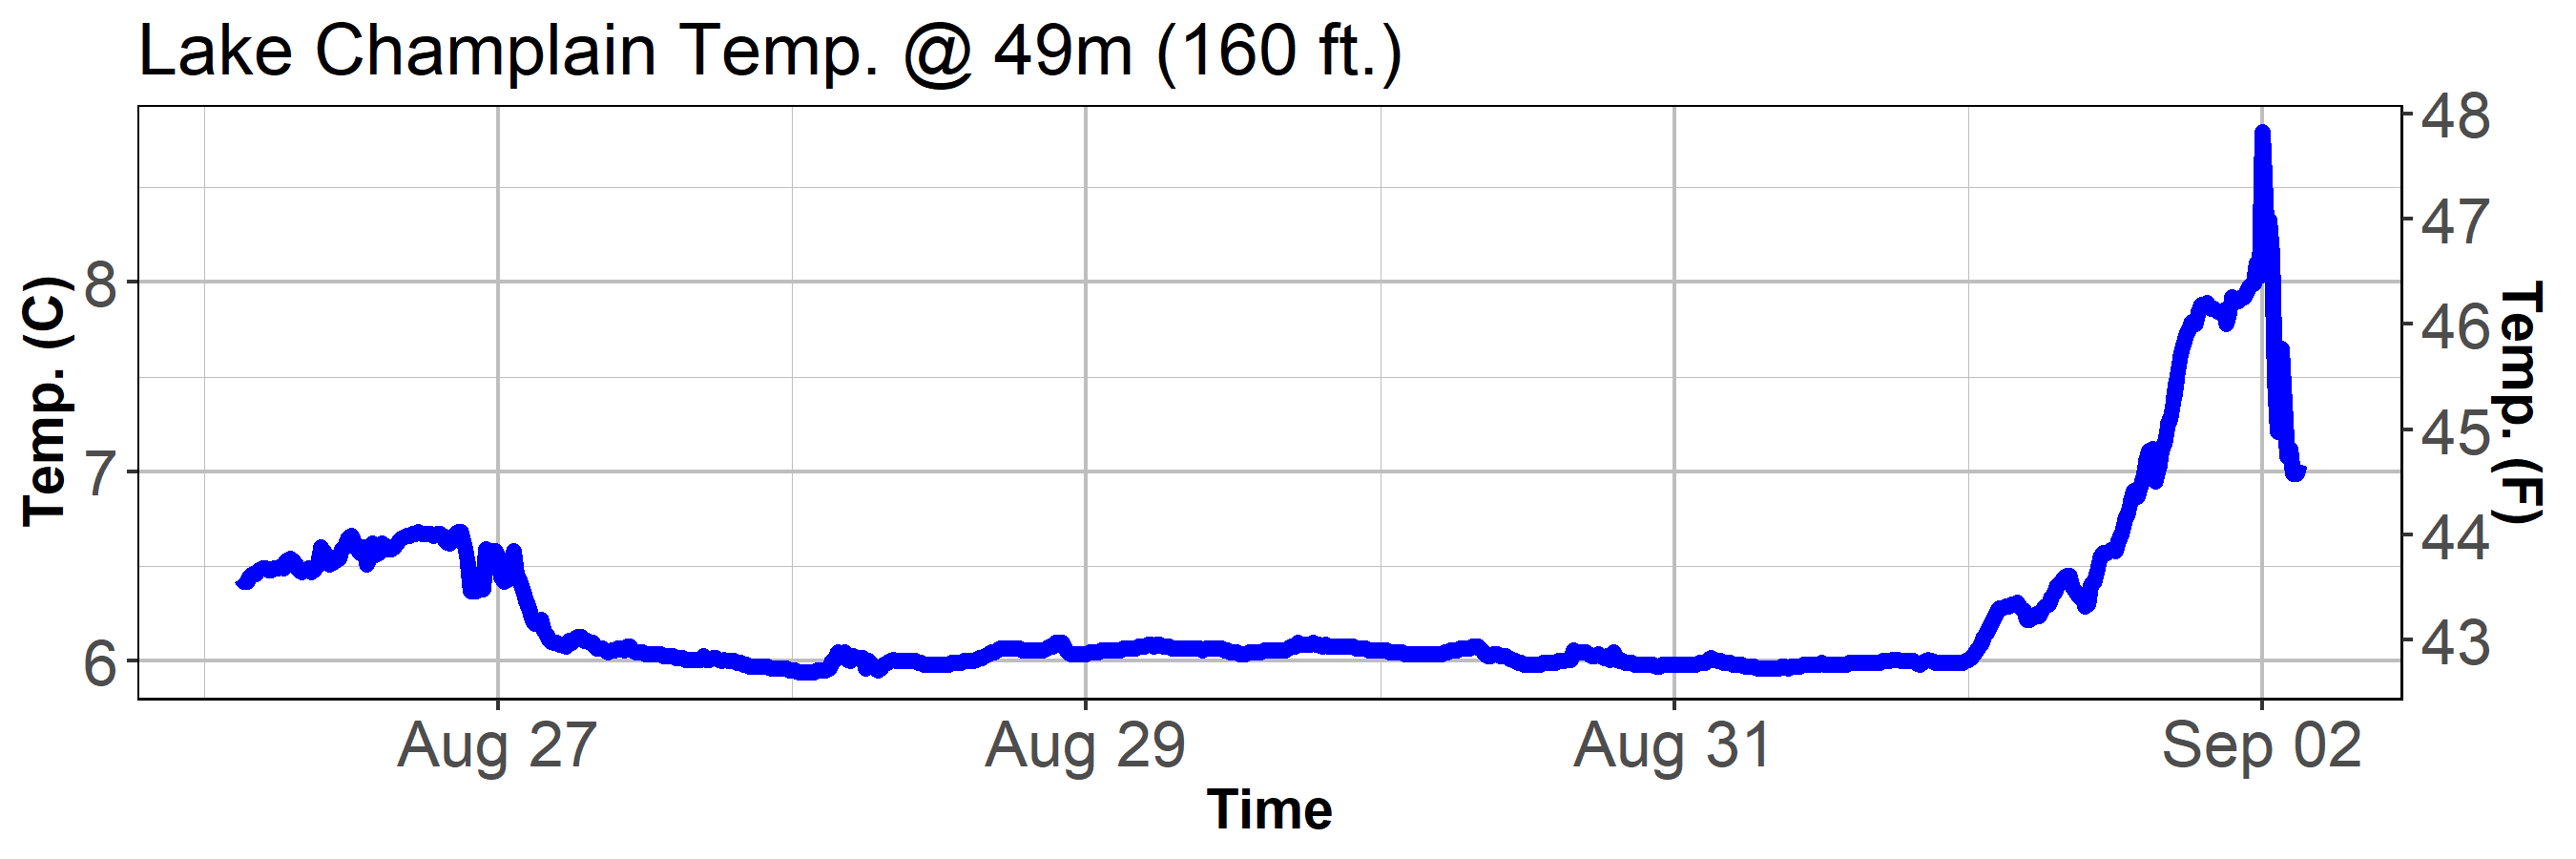 Lake Champlain Temp. @ 49m (160 ft.)
Temp. (C)
8
7
6
48
47
46
45
44
43
Temp. (F)
Aug 27
Aug 29
Aug 31
Sep 02
Time